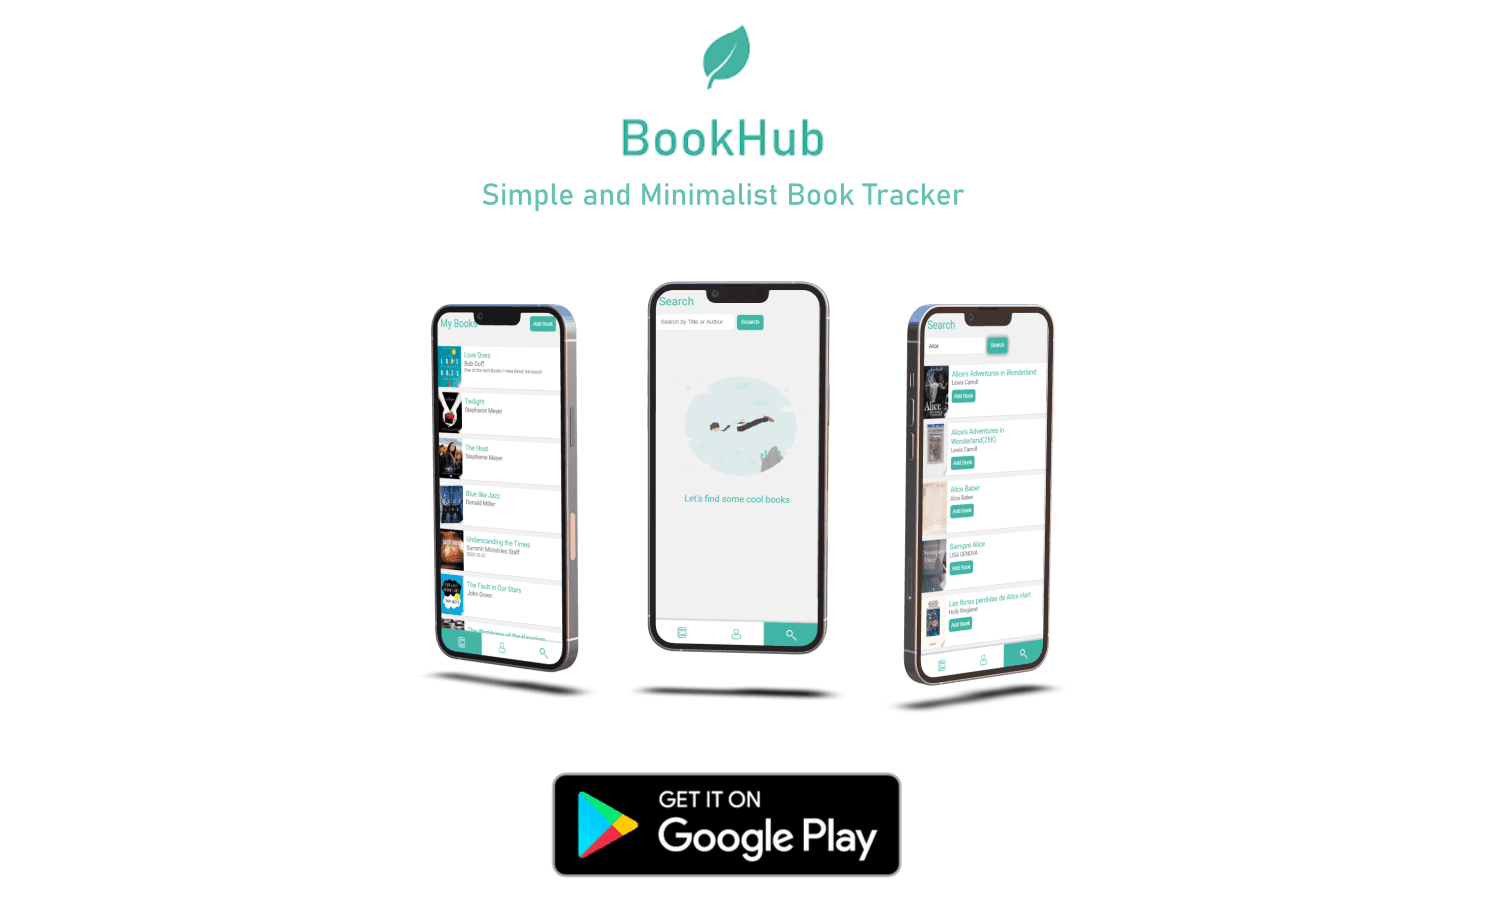 BookHub
Simple and Minimalist Book Tracker
My Books
Add Book
Love Does
Bob Goff
One of the best Books I Have Read! Seriously!
Twilight
Stephenie Meyer
The Host
Stephenie Meyer
Blue like Jazz
Donald Miller
Understanding the Times
Summit Ministries Staff
The Fault in Our Stars
John Green
Search
Search by Title or Author
Search
Let's find some cool books
Search
Alice
Search
Alice's Adventures in Wonderland
Lewis Carroll
Add Book
Alice's Adventures in
Wonderland(25K)
Lewis Carroll
Add Book
Alice Baber
Alice Baber
Add Book
Siempre Alice
LISA GENOVA
Add Book
Las flores perdidas de Alice Hart
Holly Ringland
Add Book
GET IT ON
Google Play